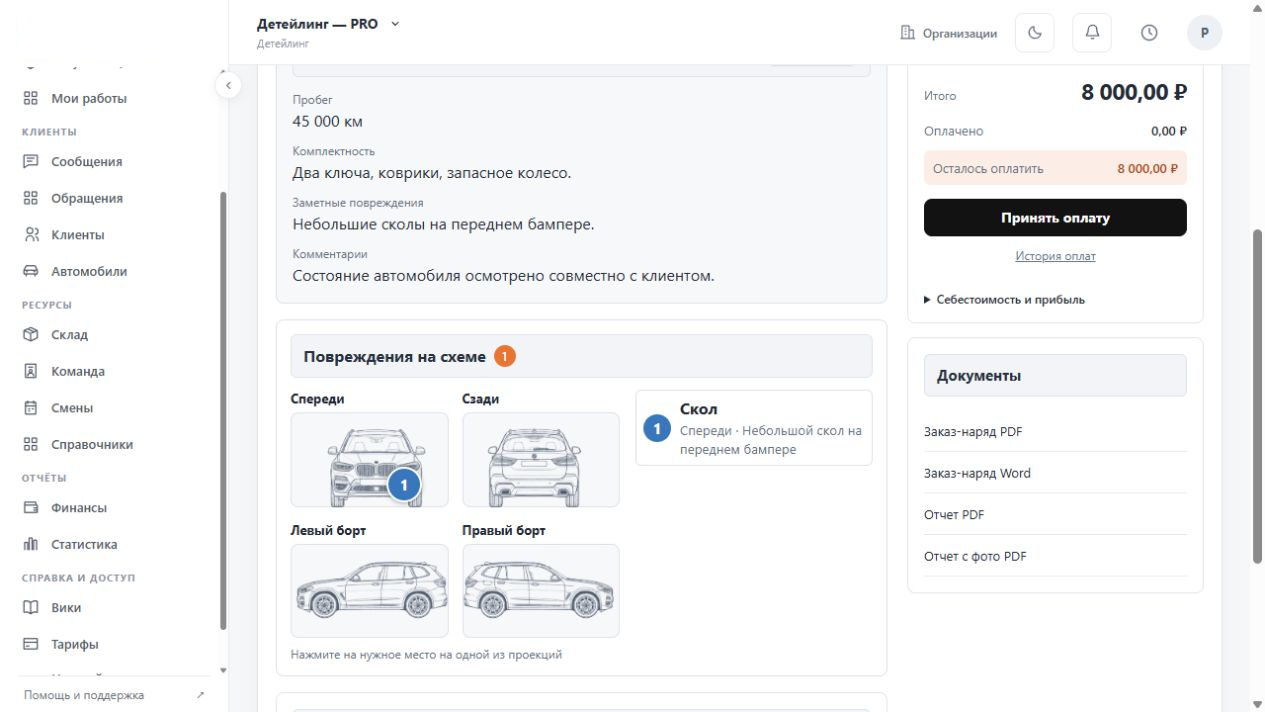 Детейлинг — PRO
Детейлинг
Организации
P
Мои работы
КЛИЕНТЫ
Сообщения
Обращения
Клиенты
Автомобили
РЕСУРСЫ
Склад
Команда
Смены
Справочники
ОТЧЁТЫ
Финансы
Статистика
СПРАВКА И ДОСТУП
Вики
Тарифы
Помощь и поддержка ↗
Пробег
45 000 км
Комплектность
Два ключа, коврики, запасное колесо.
Заметные повреждения
Небольшие сколы на переднем бампере.
Комментарии
Состояние автомобиля осмотрено совместно с клиентом.
Повреждения на схеме 1
Спереди
Сзади
1
Левый борт
Правый борт
1
Скол
Спереди · Небольшой скол на
переднем бампере
Нажмите на нужное место на одной из проекций
Итого 8 000,00 ₽
Оплачено 0,00 ₽
Осталось оплатить 8 000,00 ₽
Принять оплату
История оплат
Себестоимость и прибыль
Документы
Заказ-наряд PDF
Заказ-наряд Word
Отчет PDF
Отчет с фото PDF